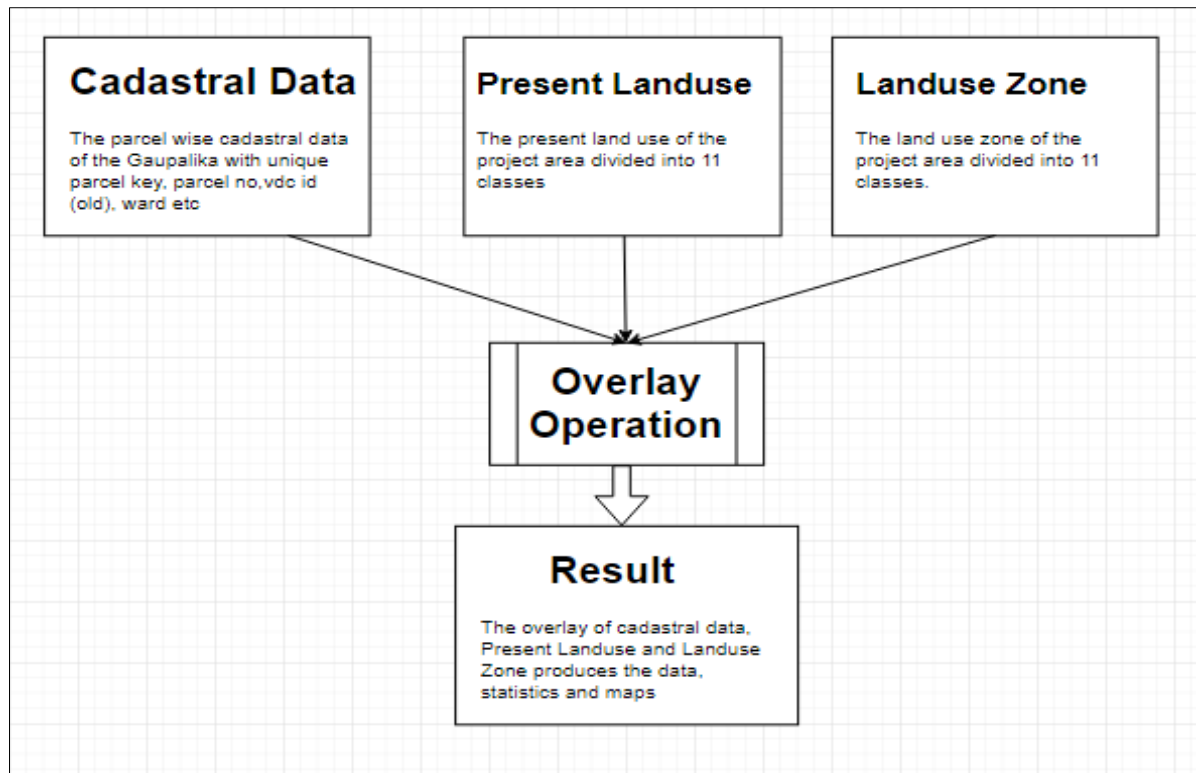 Cadastral Data
The parcel wise cadastral data
of the Gaupalika with unique
parcel key, parcel no,vdc id
(old), ward etc
Present Landuse
The present land use of the
project area divided into 11
classes
Landuse Zone
The land use zone of the
project area divided into 11
classes.
Overlay
Operation
Result
The overlay of cadastral data,
Present Landuse and Landuse
Zone produces the data,
statistics and maps